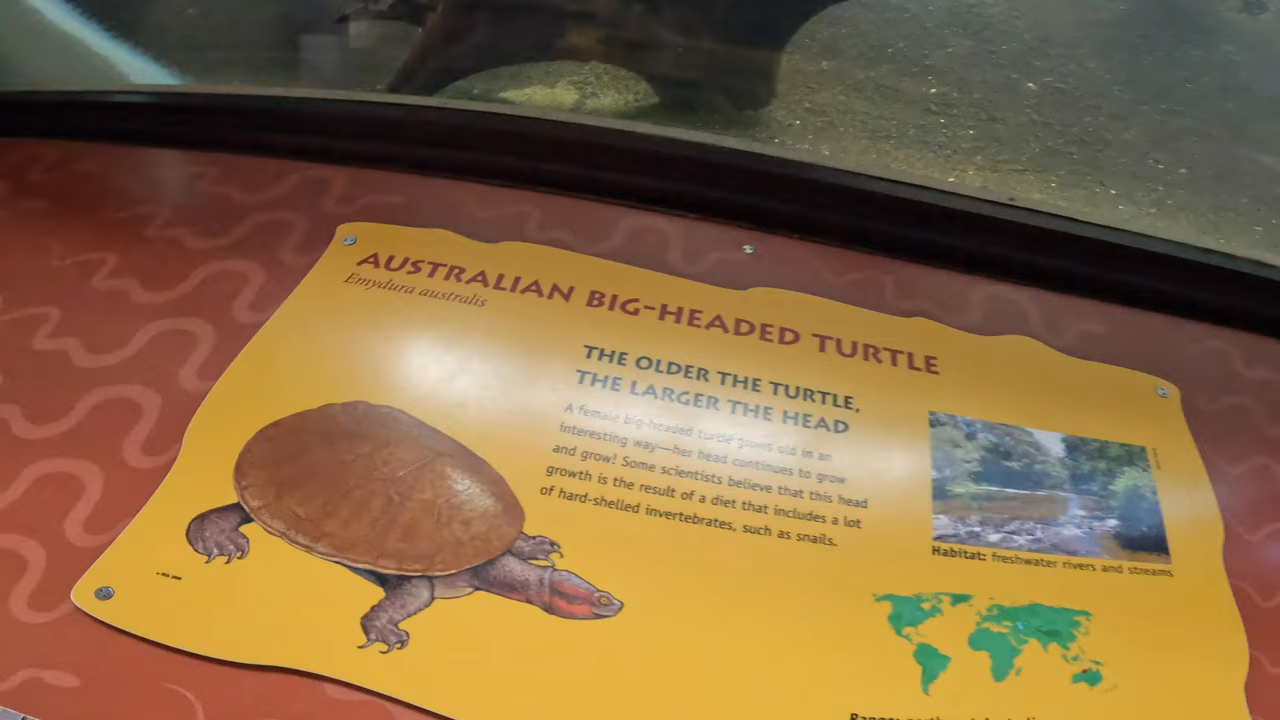 AUSTRALIAN BIG-HEADED TURTLE
Emydura australis
THE OLDER THE TURTLE,
THE LARGER THE HEAD
A female big-headed turtle grows old in an
interesting way—her head continues to grow
and grow! Some scientists believe that this head
growth is the result of a diet that includes a lot
of hard-shelled invertebrates, such as snails.
Habitat: freshwater rivers and streams
Range: